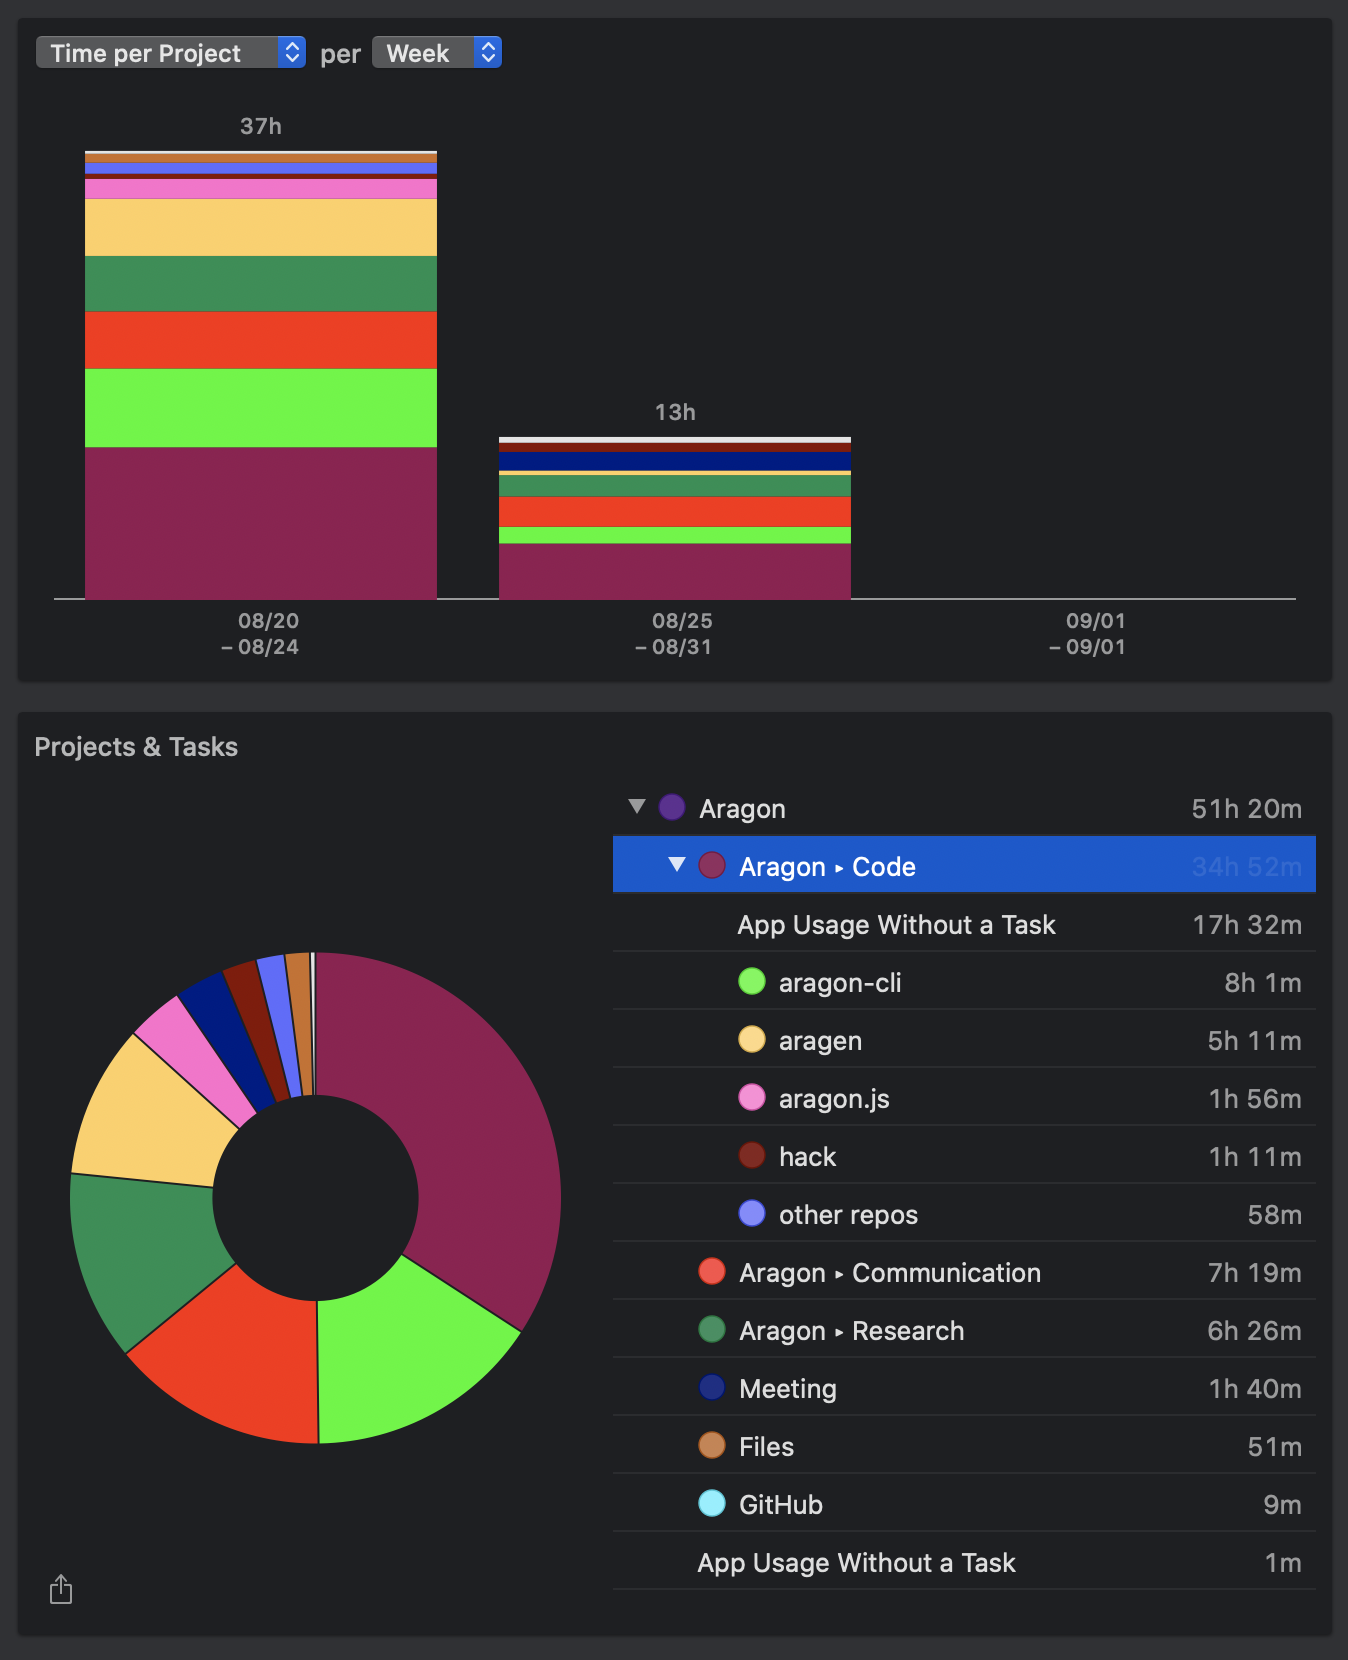 Time per Project per Week
37h
13h
08/20
– 08/24
08/25
– 08/31
09/01
– 09/01
Projects & Tasks
Aragon 51h 20m
Aragon ▸ Code 34h 52m
App Usage Without a Task 17h 32m
aragon-cli 8h 1m
aragen 5h 11m
aragon.js 1h 56m
hack 1h 11m
other repos 58m
Aragon ▸ Communication 7h 19m
Aragon ▸ Research 6h 26m
Meeting 1h 40m
Files 51m
GitHub 9m
App Usage Without a Task 1m